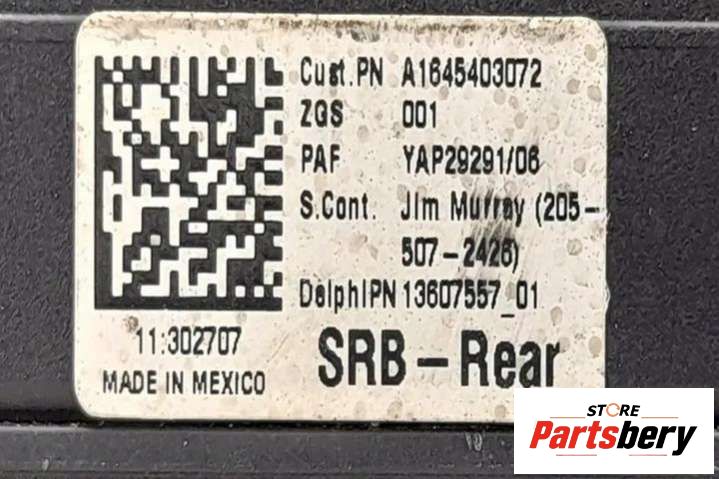 Cust.PN A1645403072
ZGS 001
PAF YAP29291/06
S.Cont. Jim Murray (205-
507-2426)
DelphiPN 13607557_01
11:302707
MADE IN MEXICO
SRB-Rear
STORE
Partsbery